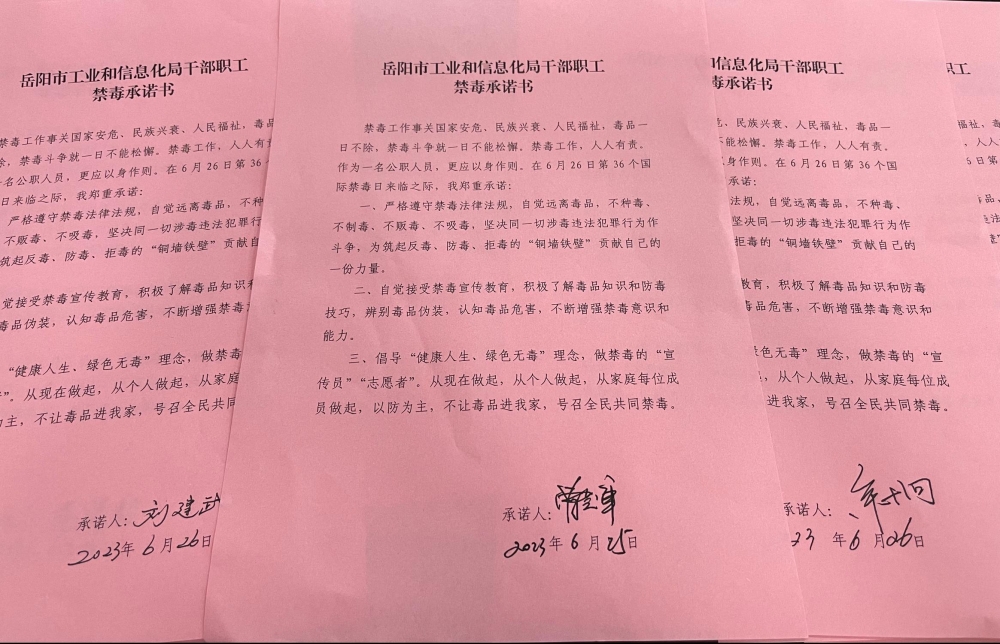 岳阳市工业和信息化局干部职工
禁毒承诺书
禁毒工作事关国家安危、民族兴衰、人民福祉，毒品
除，禁毒斗争就一日不能松懈。禁毒工作，人人有
一名公职人员，更应以身作则。在6月26日第36
日来临之际，我郑重承诺：
严格遵守禁毒法律法规，自觉远离毒品，不种毒
不贩毒、不吸毒，坚决同一切涉毒违法犯罪行
筑起反毒、防毒、拒毒的“铜墙铁壁”贡献自
觉接受禁毒宣传教育，积极了解毒品知识和
毒品伪装，认知毒品危害，不断增强禁毒
“健康人生、绿色无毒”理念，做禁毒
”。从现在做起，从个人做起，从家庭
为主，不让毒品进我家，号召全民共同
承诺人：刘建武
2023年6月26日
岳阳市工业和信息化局干部职工
禁毒承诺书
禁毒工作事关国家安危、民族兴衰、人民福祉，毒品一
日不除，禁毒斗争就一日不能松懈。禁毒工作，人人有责。
作为一名公职人员，更应以身作则。在6月26日第36个国
际禁毒日来临之际，我郑重承诺：
一、严格遵守禁毒法律法规，自觉远离毒品，不种毒、
不制毒、不贩毒、不吸毒，坚决同一切涉毒违法犯罪行为作
斗争，为筑起反毒、防毒、拒毒的“铜墙铁壁”贡献自己的
一份力量。
二、自觉接受禁毒宣传教育，积极了解毒品知识和防毒
技巧，辨别毒品伪装，认知毒品危害，不断增强禁毒意识和
能力。
三、倡导“健康人生、绿色无毒”理念，做禁毒的“宣
传员”“志愿者”。从现在做起，从个人做起，从家庭每位成
员做起，以防为主，不让毒品进我家，号召全民共同禁毒。
承诺人：
2023年6月25日
信息化局干部职工
毒承诺书
危、民族兴衰、人民福祉，毒品一
日不能松懈。禁毒工作，人人有责。
身作则。在6月26日第36个国
承诺：
法规，自觉远离毒品，不种毒、
坚决同一切涉毒违法犯罪行为作
拒毒的“铜墙铁壁”贡献自己的
教育，积极了解毒品知识和防毒
知毒品危害，不断增强禁毒意识和
绿色无毒”理念，做禁毒的“宣
，从个人做起，从家庭每位成
进我家，号召全民共同禁毒。
承诺人：
23年6月26日
职工
福祉，毒品一
，人人有责。